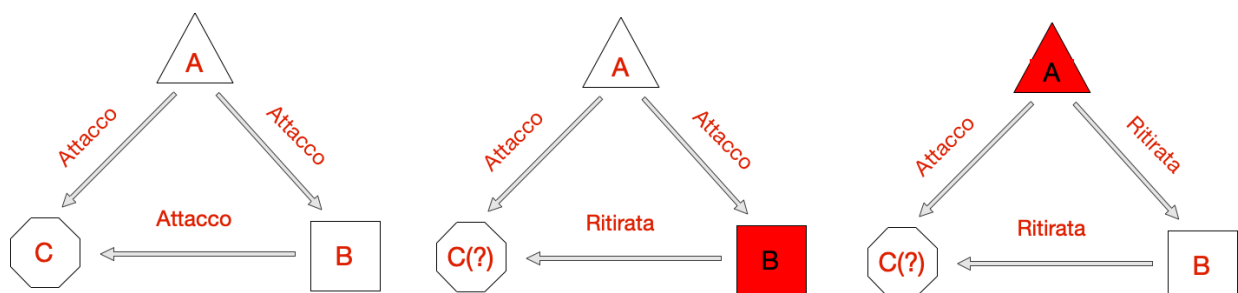 A
Attacco
Attacco
C
Attacco
B
A
Attacco
Attacco
C(?)
Ritirata
B
A
Attacco
Ritirata
C(?)
Ritirata
B